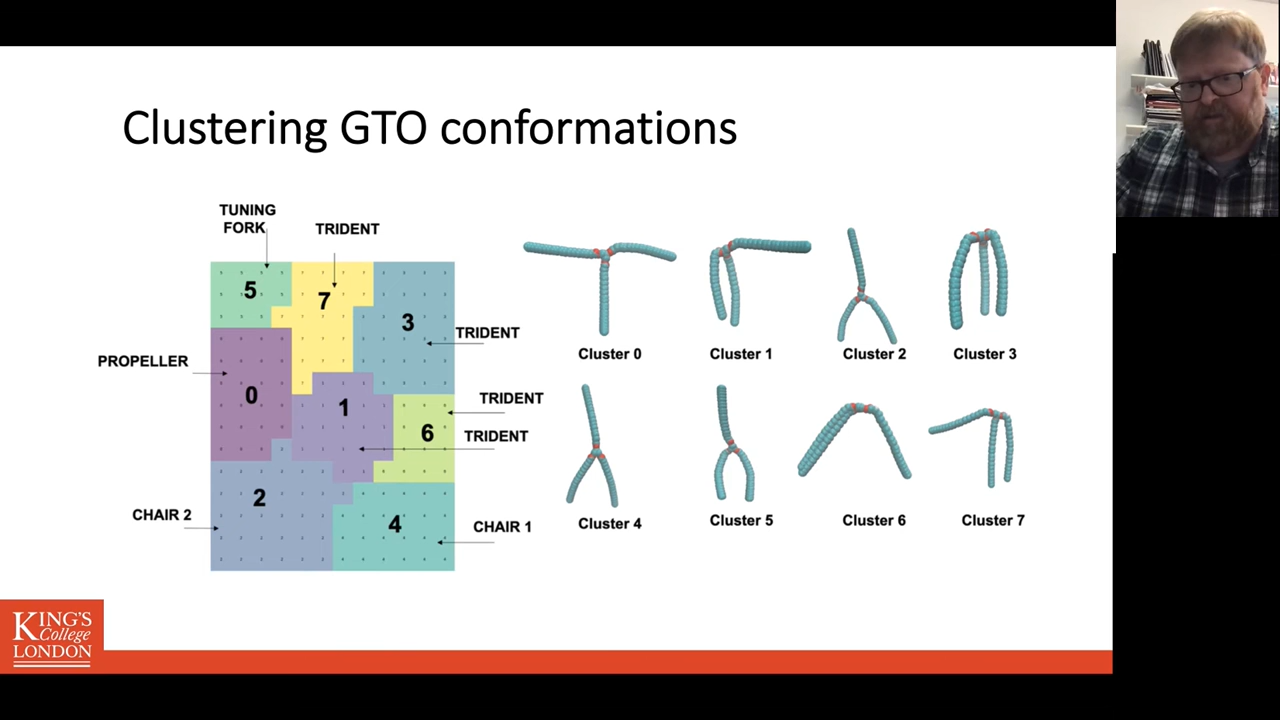 Clustering GTO conformations
TUNING
FORK
TRIDENT
5
7
3
TRIDENT
PROPELLER
0
1
TRIDENT
6
TRIDENT
2
CHAIR 2
4
CHAIR 1
Cluster 0
Cluster 1
Cluster 2
Cluster 3
Cluster 4
Cluster 5
Cluster 6
Cluster 7
KING'S
College
LONDON